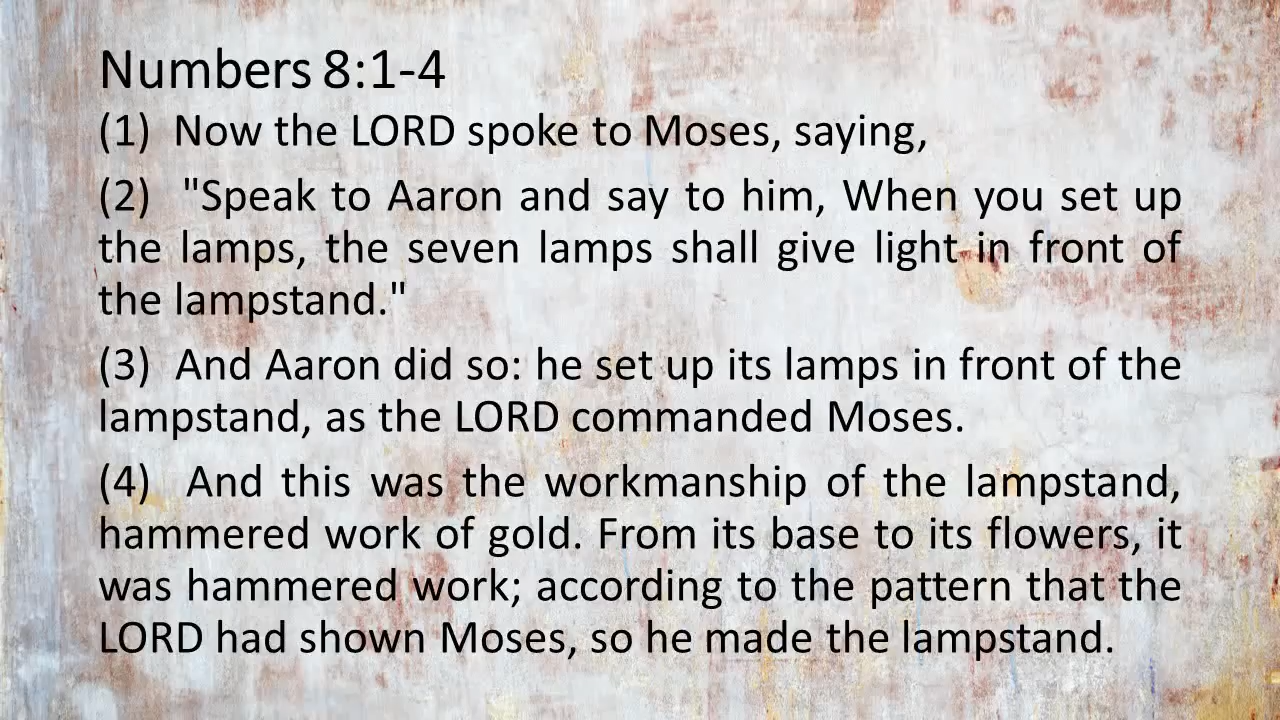 Numbers 8:1-4
(1)  Now the LORD spoke to Moses, saying,
(2)  "Speak to Aaron and say to him, When you set up
the lamps, the seven lamps shall give light in front of
the lampstand."
(3)  And Aaron did so: he set up its lamps in front of the
lampstand, as the LORD commanded Moses.
(4)  And this was the workmanship of the lampstand,
hammered work of gold. From its base to its flowers, it
was hammered work; according to the pattern that the
LORD had shown Moses, so he made the lampstand.